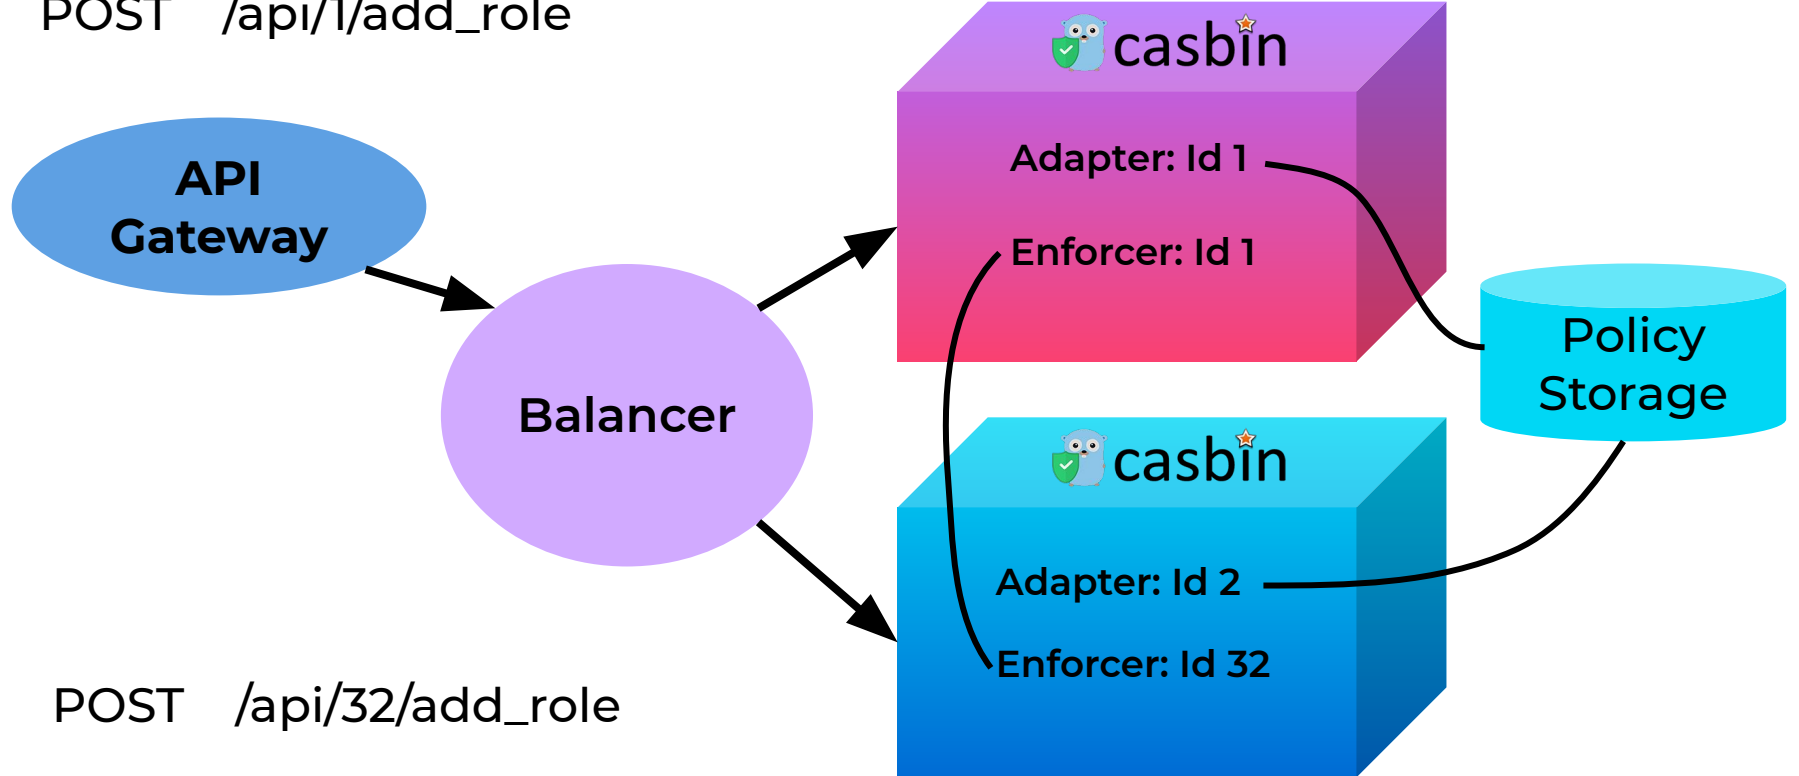 POST /api/1/add_role
casbin
API
Gateway
Adapter: Id 1
Enforcer: Id 1
Policy
Storage
Balancer
casbin
Adapter: Id 2
Enforcer: Id 32
POST /api/32/add_role